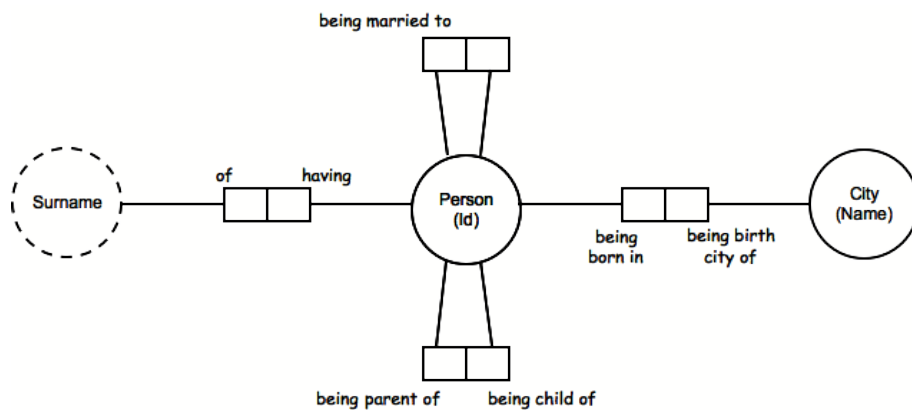 being married to
of
having
Surname
Person
(Id)
City
(Name)
being
born in
being birth
city of
being parent of
being child of